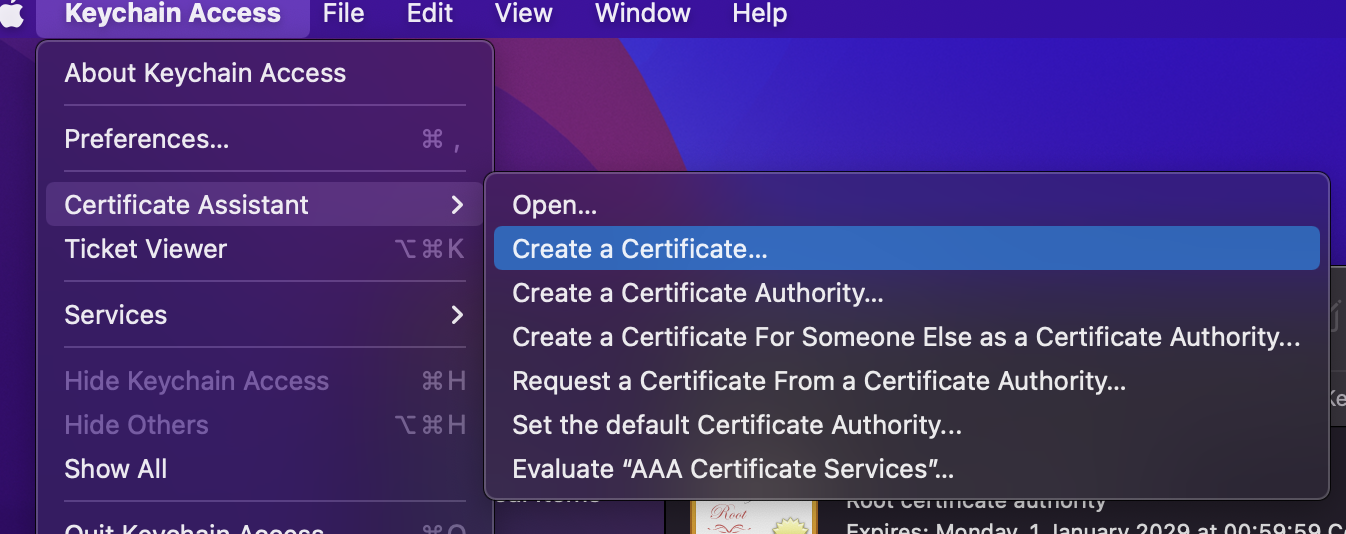 Keychain Access File Edit View Window Help
About Keychain Access
Preferences... ⌘ ,
Certificate Assistant
Ticket Viewer ⌥⌘K
Services
Hide Keychain Access ⌘H
Hide Others ⌥⌘H
Show All
Quit Keychain Access ⌘Q
Open...
Create a Certificate...
Create a Certificate Authority...
Create a Certificate For Someone Else as a Certificate Authority...
Request a Certificate From a Certificate Authority...
Set the default Certificate Authority...
Evaluate “AAA Certificate Services”...
Root
Root certificate authority
Expires: Monday, 1 January 2029 at 00:59:59